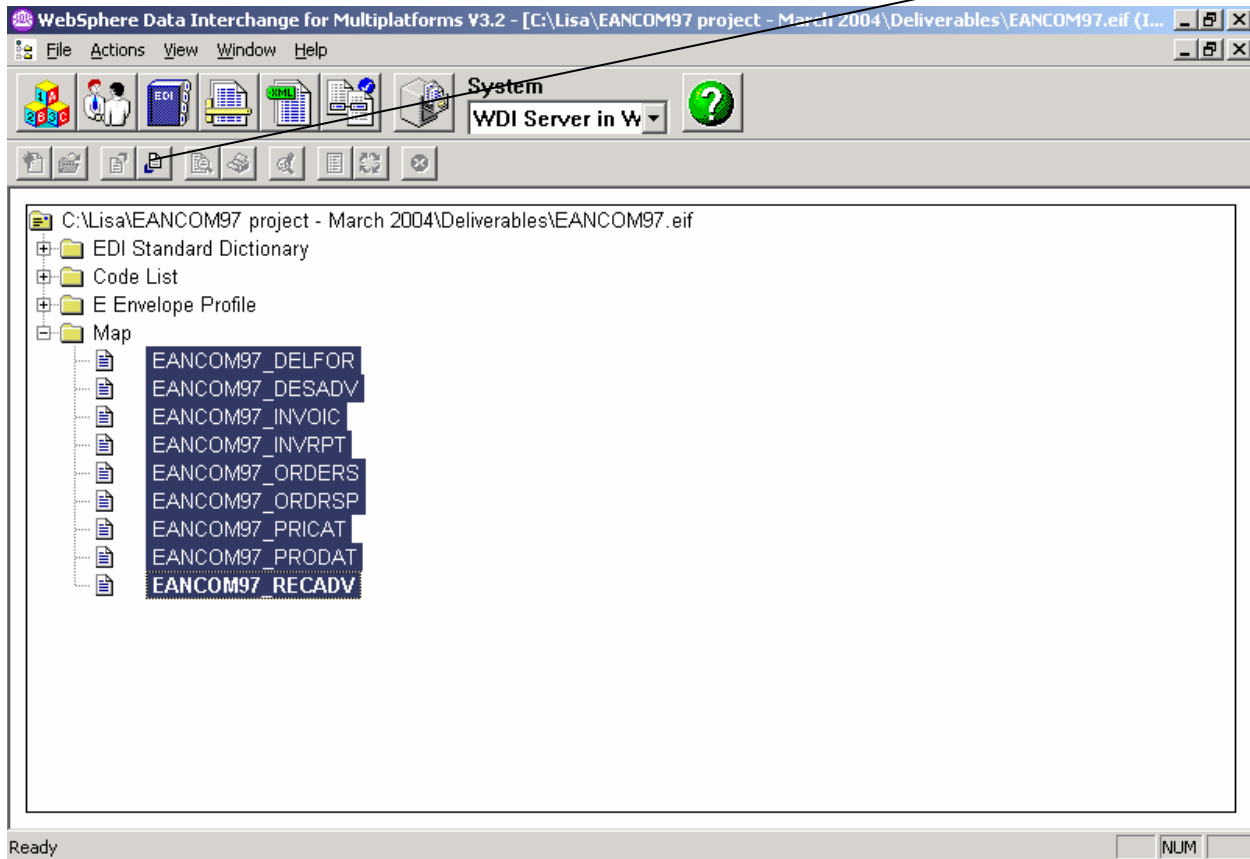 WebSphere Data Interchange for Multiplatforms V3.2 - [C:\Lisa\EANCOM97 project - March 2004\Deliverables\EANCOM97.eif (I...
File Actions View Window Help
EDI
XML
System
WDI Server in W
C:\Lisa\EANCOM97 project - March 2004\Deliverables\EANCOM97.eif
EDI Standard Dictionary
Code List
E Envelope Profile
Map
EANCOM97_DELFOR
EANCOM97_DESADV
EANCOM97_INVOIC
EANCOM97_INVRPT
EANCOM97_ORDERS
EANCOM97_ORDRSP
EANCOM97_PRICAT
EANCOM97_PRODAT
EANCOM97_RECADV
Ready
NUM